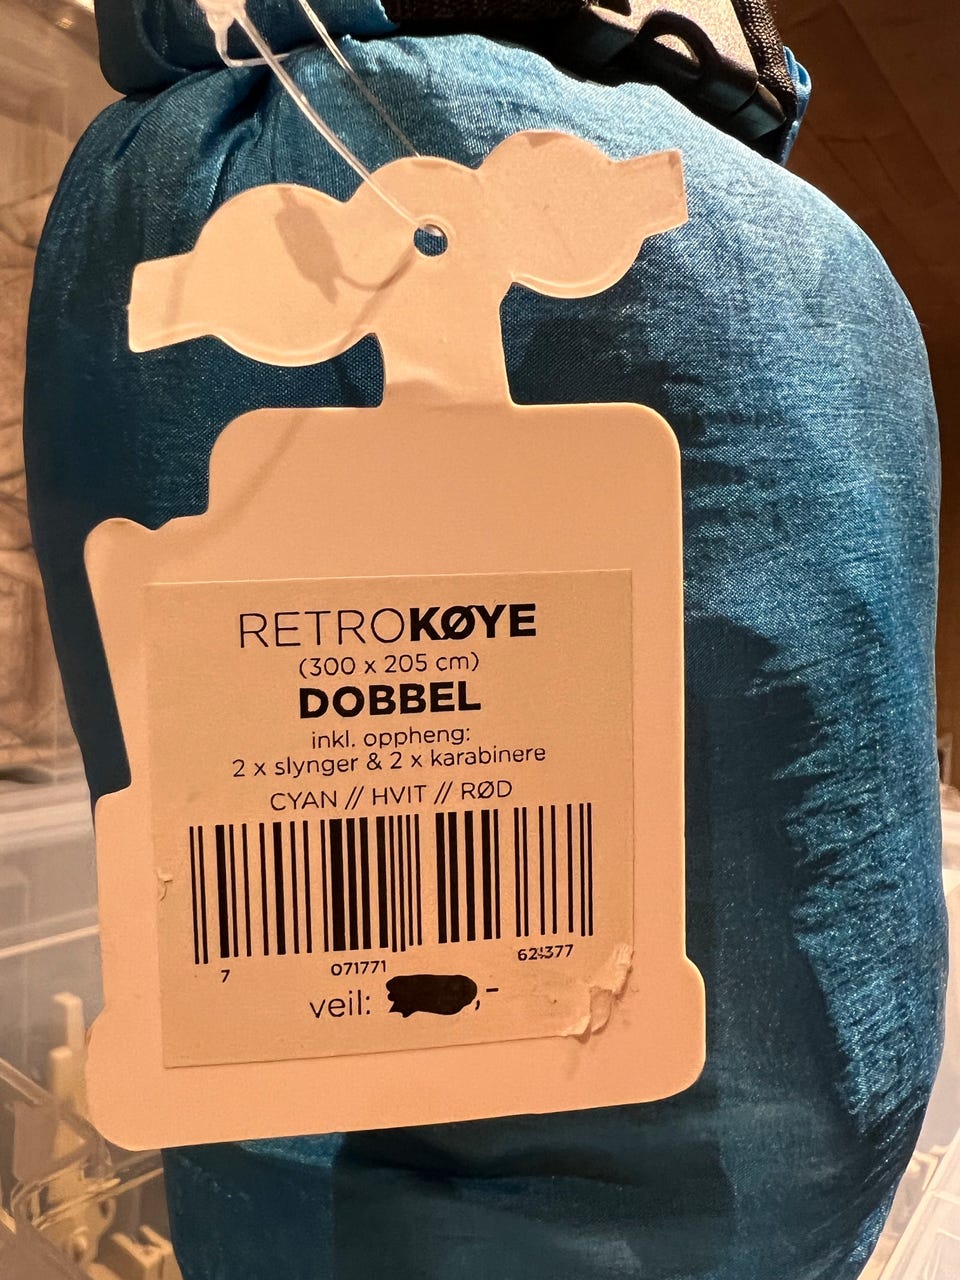 RETROKØYE
(300 x 205 cm)
DOBBEL
inkl. oppheng:
2 x slynger & 2 x karabinere
CYAN // HVIT // RØD
7 071771
veil: ,-